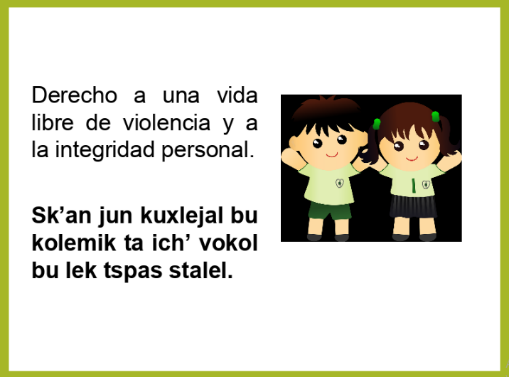 Derecho a una vida
libre de violencia y a
la integridad personal.
Sk’an jun kuxlejal bu
kolemik ta ich’ vokol
bu lek tspas stalel.